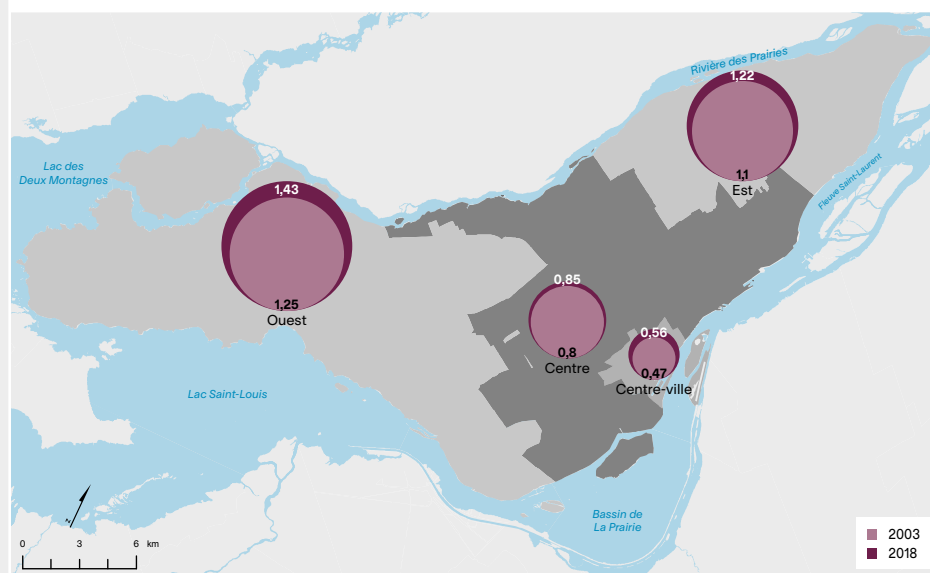 Rivière des Prairies
1,22
1,1
Est
Fleuve Saint-Laurent
Lac des
Deux Montagnes
1,43
1,25
Ouest
0,85
0,8
Centre
0,56
0,47
Centre-ville
Lac Saint-Louis
Bassin de
La Prairie
N
0 3 6 km
2003
2018